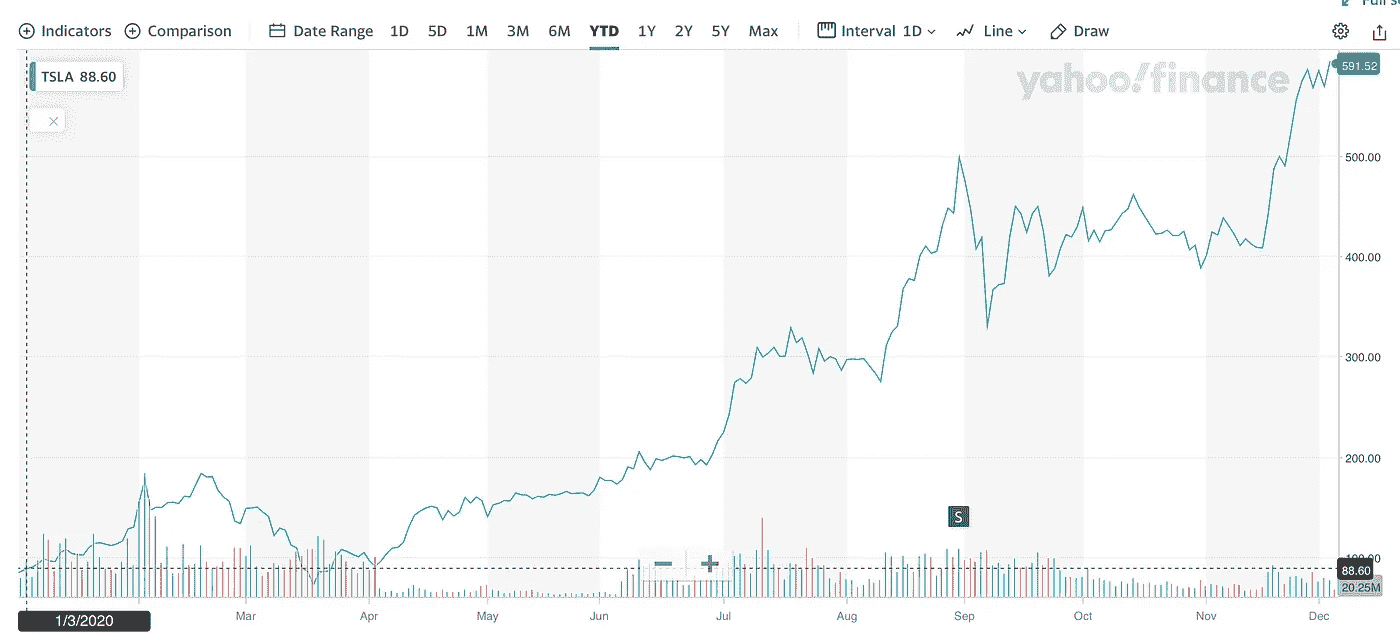 Indicators Comparison Date Range 1D 5D 1M 3M 6M YTD 1Y 2Y 5Y Max Interval 1D Line Draw
TSLA 88.60
yahoo!finance
591.52
500.00
400.00
300.00
200.00
S
88.60
20.25M
1/3/2020 Mar Apr May Jun Jul Aug Sep Oct Nov Dec